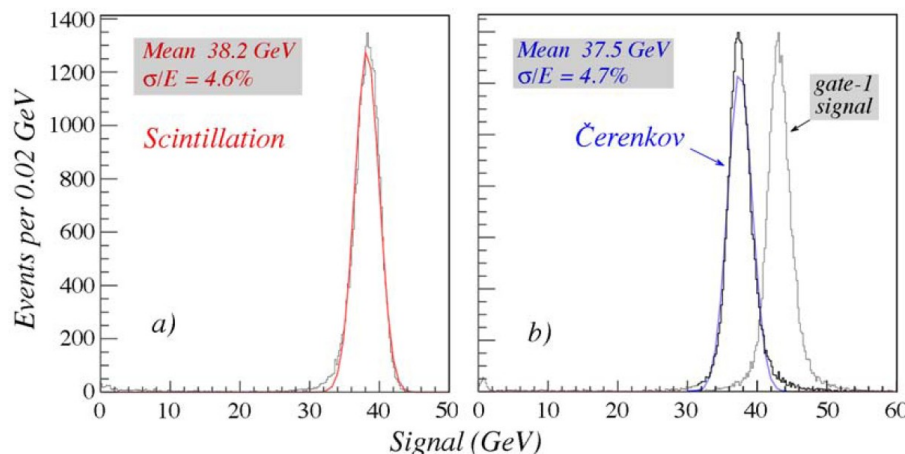 1400
1200
1000
800
600
400
200
0
Events per 0.02 GeV
Mean 38.2 GeV
σ/E = 4.6%
Scintillation
a)
0 10 20 30 40 50
Mean 37.5 GeV
σ/E = 4.7%
Čerenkov
gate-1
signal
b)
0 10 20 30 40 50 60
Signal (GeV)